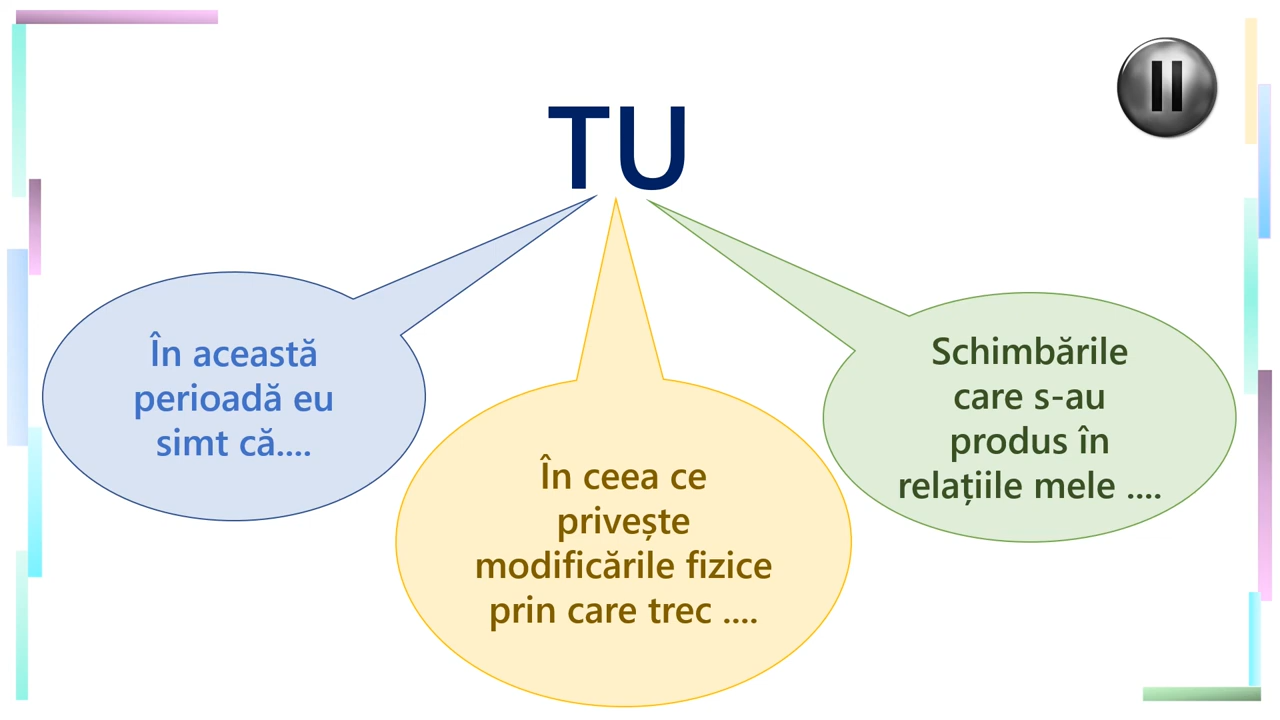 TU
În această
perioadă eu
simt că....
În ceea ce
privește
modificările fizice
prin care trec ....
Schimbările
care s-au
produs în
relațiile mele ....